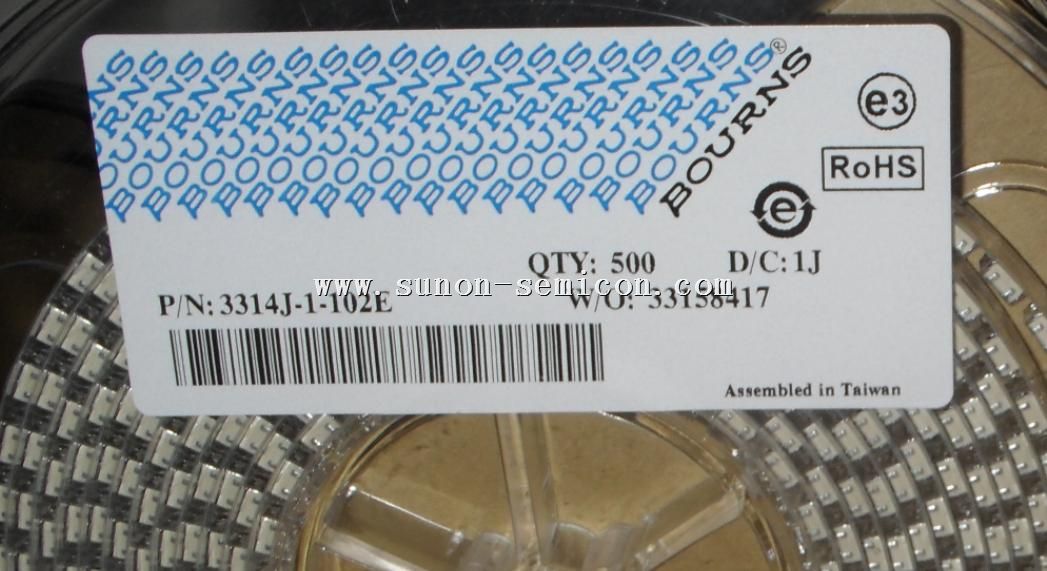 BOURNS®
BOURNS
e3
RoHS
e
QTY: 500 D/C: 1J
www.sunon-semicon.com
P/N: 3314J-1-102E W/O: 33158417
Assembled in Taiwan